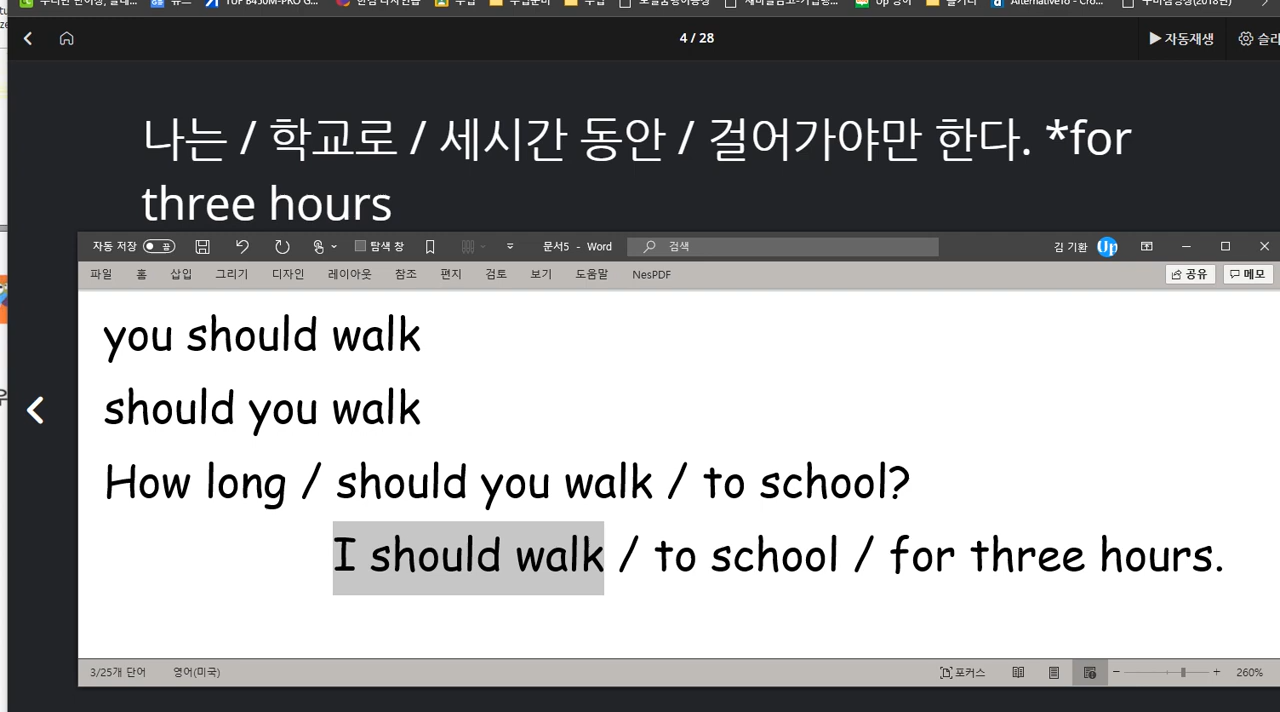 4 / 28
▶ 자동재생
나는 / 학교로 / 세시간 동안 / 걸어가야만 한다. *for
three hours
자동 저장 끔 탐색 창 문서5 - Word 검색 김 기환 Up
파일 홈 삽입 그리기 디자인 레이아웃 참조 편지 검토 보기 도움말 NesPDF 공유 메모
you should walk
should you walk
How long / should you walk / to school?
I should walk / to school / for three hours.
3/25개 단어 영어(미국) 포커스 260%